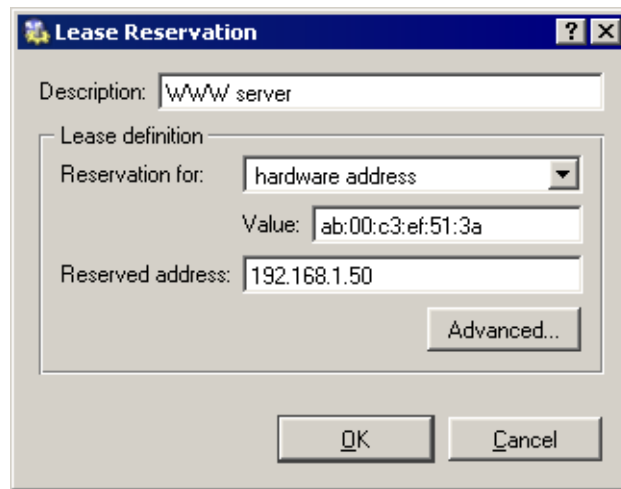 Lease Reservation
Description: WWW server
Lease definition
Reservation for: hardware address
Value: ab:00:c3:ef:51:3a
Reserved address: 192.168.1.50
Advanced...
OK Cancel